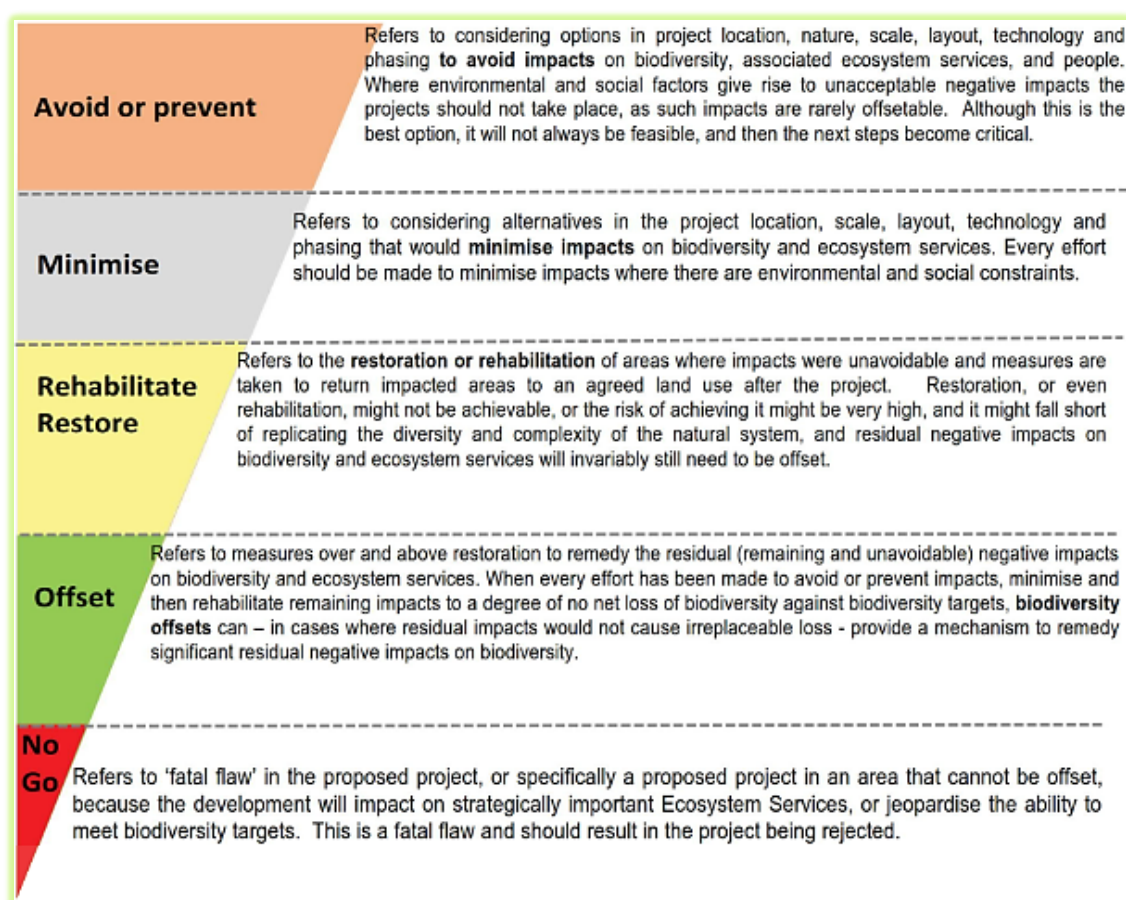 Refers to considering options in project location, nature, scale, layout, technology and
phasing to avoid impacts on biodiversity, associated ecosystem services, and people.
Where environmental and social factors give rise to unacceptable negative impacts the
projects should not take place, as such impacts are rarely offsetable. Although this is the
best option, it will not always be feasible, and then the next steps become critical.
Avoid or prevent
Refers to considering alternatives in the project location, scale, layout, technology and
phasing that would minimise impacts on biodiversity and ecosystem services. Every effort
should be made to minimise impacts where there are environmental and social constraints.
Minimise
Refers to the restoration or rehabilitation of areas where impacts were unavoidable and measures are
taken to return impacted areas to an agreed land use after the project. Restoration, or even
rehabilitation, might not be achievable, or the risk of achieving it might be very high, and it might fall short
of replicating the diversity and complexity of the natural system, and residual negative impacts on
biodiversity and ecosystem services will invariably still need to be offset.
Rehabilitate
Restore
Refers to measures over and above restoration to remedy the residual (remaining and unavoidable) negative impacts
on biodiversity and ecosystem services. When every effort has been made to avoid or prevent impacts, minimise and
then rehabilitate remaining impacts to a degree of no net loss of biodiversity against biodiversity targets, biodiversity
offsets can – in cases where residual impacts would not cause irreplaceable loss - provide a mechanism to remedy
significant residual negative impacts on biodiversity.
Offset
No
Go
Refers to ‘fatal flaw’ in the proposed project, or specifically a proposed project in an area that cannot be offset,
because the development will impact on strategically important Ecosystem Services, or jeopardise the ability to
meet biodiversity targets. This is a fatal flaw and should result in the project being rejected.